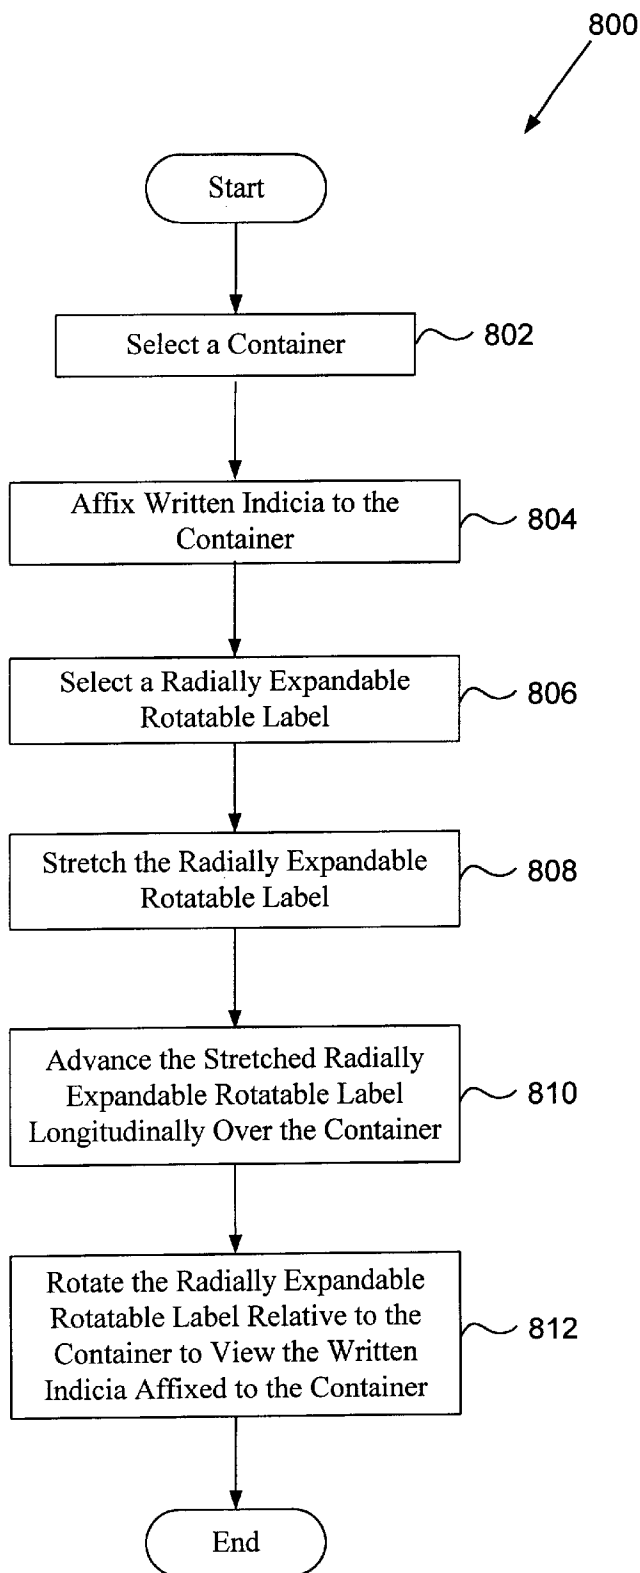 800
Start
Select a Container
802
Affix Written Indicia to the
Container
804
Select a Radially Expandable
Rotatable Label
806
Stretch the Radially Expandable
Rotatable Label
808
Advance the Stretched Radially
Expandable Rotatable Label
Longitudinally Over the Container
810
Rotate the Radially Expandable
Rotatable Label Relative to the
Container to View the Written
Indicia Affixed to the Container
812
End